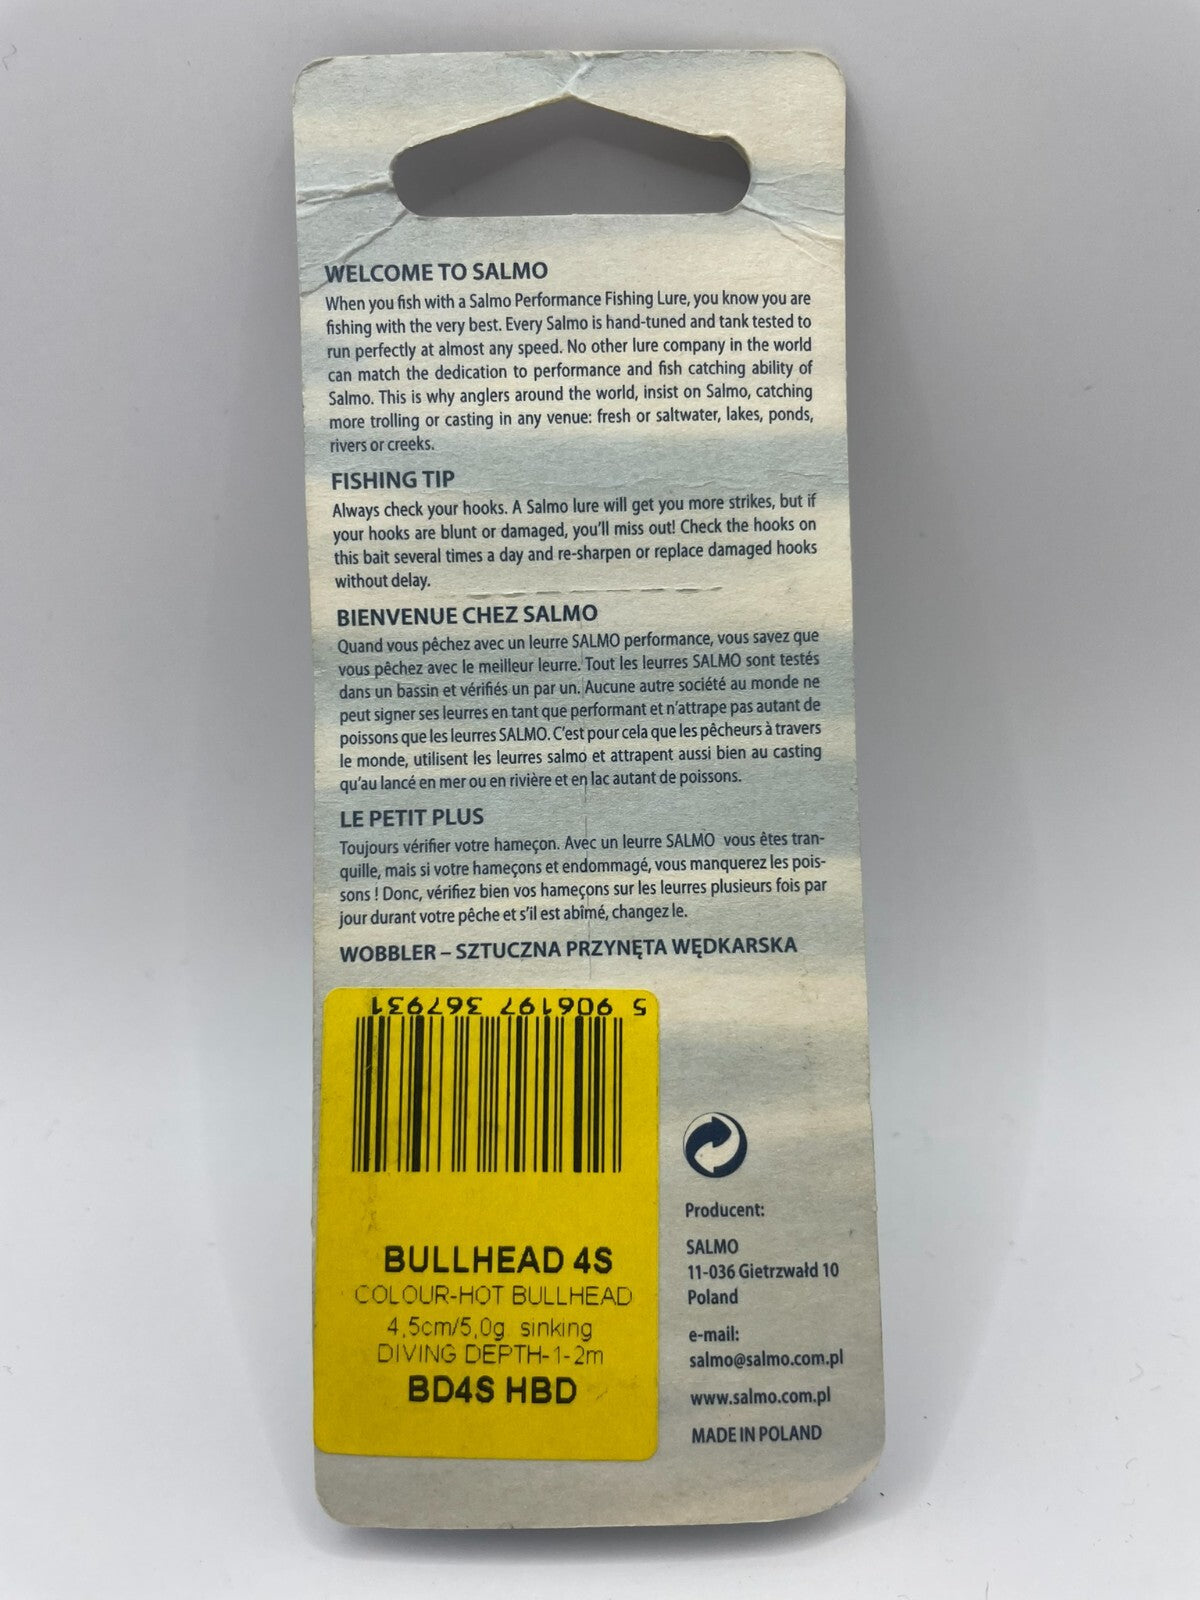 WELCOME TO SALMO
When you fish with a Salmo Performance Fishing Lure, you know you are
fishing with the very best. Every Salmo is hand-tuned and tank tested to
run perfectly at almost any speed. No other lure company in the world
can match the dedication to performance and fish catching ability of
Salmo. This is why anglers around the world, insist on Salmo, catching
more trolling or casting in any venue: fresh or saltwater, lakes, ponds,
rivers or creeks.
FISHING TIP
Always check your hooks. A Salmo lure will get you more strikes, but if
your hooks are blunt or damaged, you'll miss out! Check the hooks on
this bait several times a day and re-sharpen or replace damaged hooks
without delay.
BIENVENUE CHEZ SALMO
Quand vous pêchez avec un leurre SALMO performance, vous savez que
vous pêchez avec le meilleur leurre. Tout les leurres SALMO sont testés
dans un bassin et vérifiés un par un. Aucune autre société au monde ne
peut signer ses leurres en tant que performant et n'attrape pas autant de
poissons que les leurres SALMO. C'est pour cela que les pêcheurs à travers
le monde, utilisent les leurres salmo et attrapent aussi bien au casting
qu'au lancé en mer ou en rivière et en lac autant de poissons.
LE PETIT PLUS
Toujours vérifier votre hameçon. Avec un leurre SALMO vous êtes tran-
quille, mais si votre hameçons et endommagé, vous manquerez les pois-
sons ! Donc, vérifiez bien vos hameçons sur les leurres plusieurs fois par
jour durant votre pêche et s'il est abîmé, changez le.
WOBBLER – SZTUCZNA PRZYNĘTA WĘDKARSKA
5 906197 367931
BULLHEAD 4S
COLOUR-HOT BULLHEAD
4,5cm/5,0g sinking
DIVING DEPTH-1-2m
BD4S HBD
Producent:
SALMO
11-036 Gietrzwałd 10
Poland
e-mail:
salmo@salmo.com.pl
www.salmo.com.pl
MADE IN POLAND